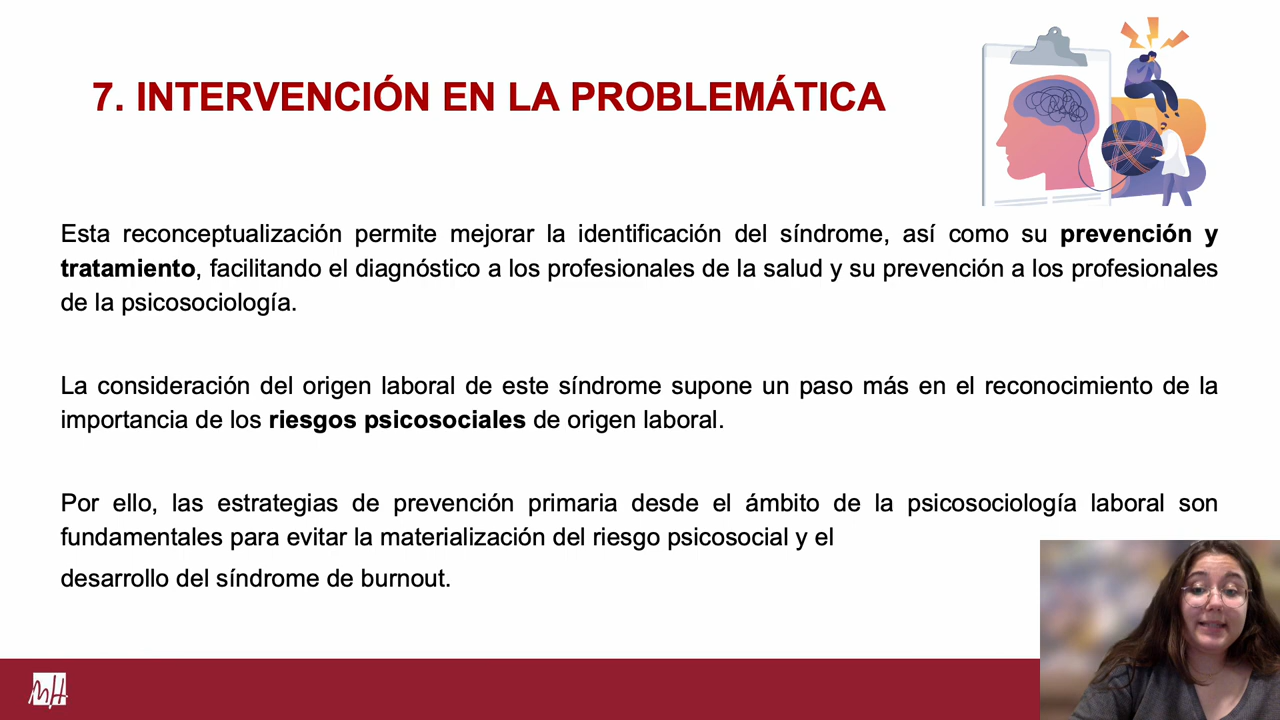 7. INTERVENCIÓN EN LA PROBLEMÁTICA
Esta reconceptualización permite mejorar la identificación del síndrome, así como su prevención y
tratamiento, facilitando el diagnóstico a los profesionales de la salud y su prevención a los profesionales
de la psicosociología.
La consideración del origen laboral de este síndrome supone un paso más en el reconocimiento de la
importancia de los riesgos psicosociales de origen laboral.
Por ello, las estrategias de prevención primaria desde el ámbito de la psicosociología laboral son
fundamentales para evitar la materialización del riesgo psicosocial y el
desarrollo del síndrome de burnout.
MH